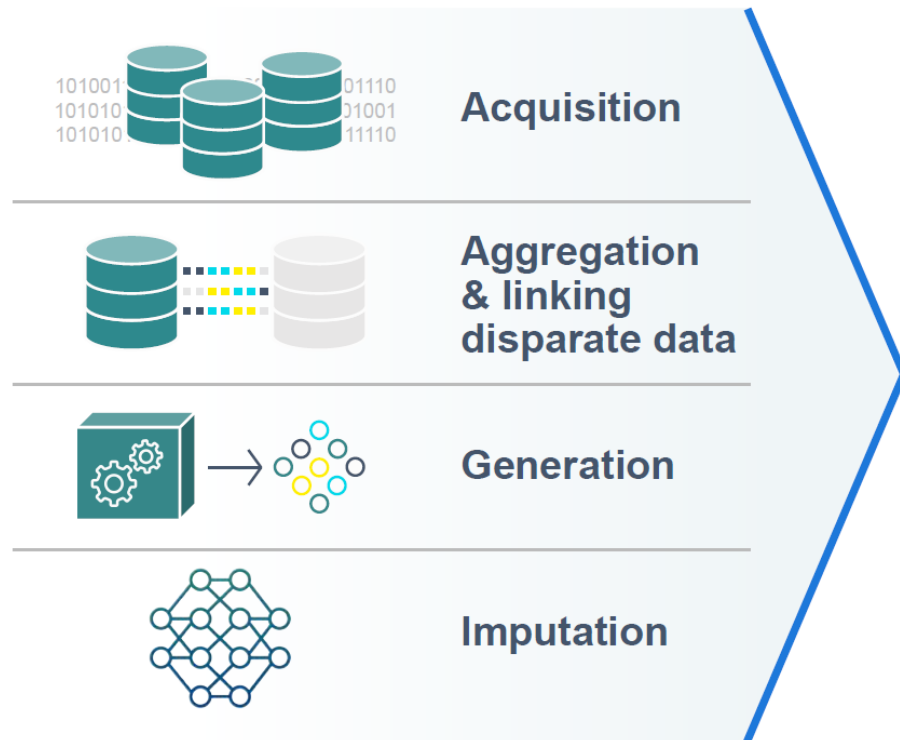 101001
01110
Acquisition
101010
01001
101010
11110
Aggregation
& linking
disparate data
Generation
Imputation